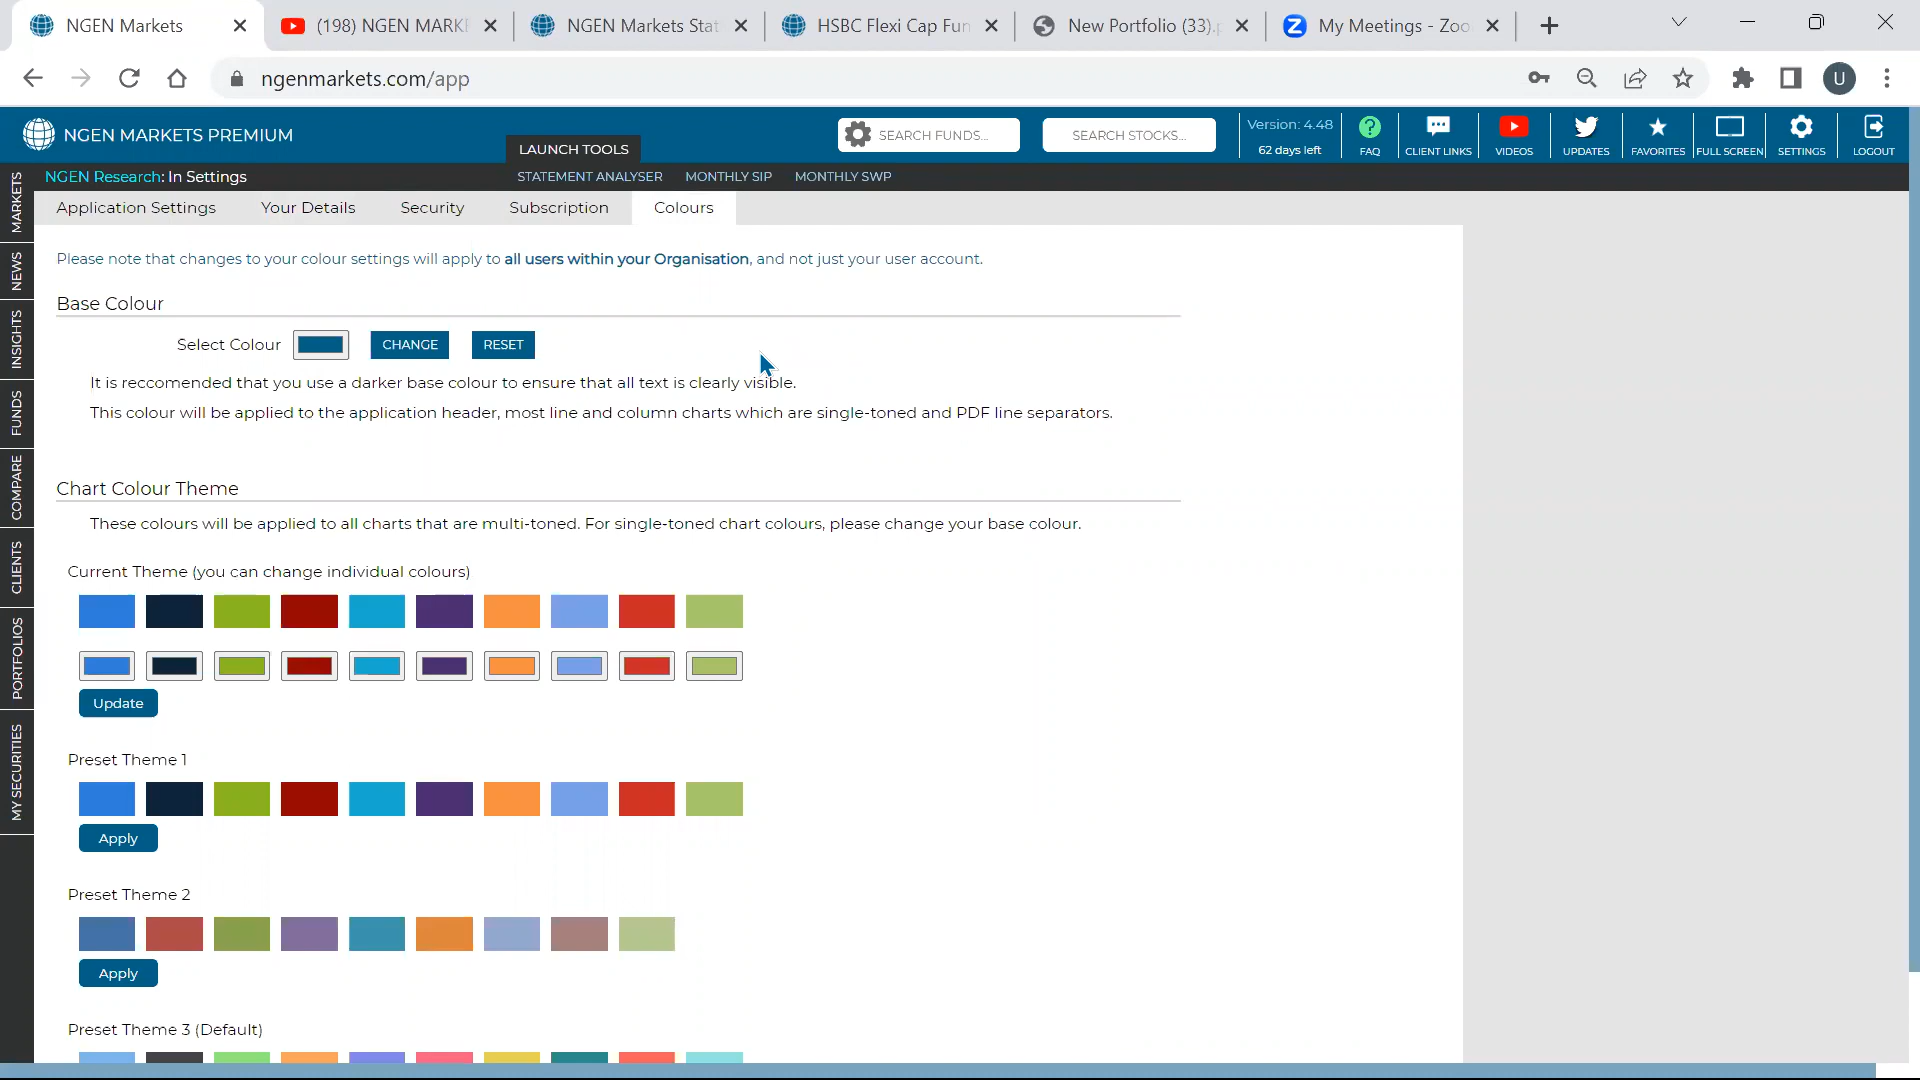 NGEN Markets
(198) NGEN MARK
NGEN Markets Stat
HSBC Flexi Cap Fun
New Portfolio (33).p
My Meetings - Zoo
ngenmarkets.com/app
U
NGEN MARKETS PREMIUM
LAUNCH TOOLS
SEARCH FUNDS...
SEARCH STOCKS...
Version: 4.48
62 days left
FAQ
CLIENT LINKS
VIDEOS
UPDATES
FAVORITES
FULL SCREEN
SETTINGS
LOGOUT
NGEN Research: In Settings
STATEMENT ANALYSER
MONTHLY SIP
MONTHLY SWP
MARKETS
NEWS
INSIGHTS
FUNDS
COMPARE
CLIENTS
PORTFOLIOS
MY SECURITIES
Application Settings
Your Details
Security
Subscription
Colours
Please note that changes to your colour settings will apply to all users within your Organisation, and not just your user account.
Base Colour
Select Colour
CHANGE
RESET
It is reccomended that you use a darker base colour to ensure that all text is clearly visible.
This colour will be applied to the application header, most line and column charts which are single-toned and PDF line separators.
Chart Colour Theme
These colours will be applied to all charts that are multi-toned. For single-toned chart colours, please change your base colour.
Current Theme (you can change individual colours)
Update
Preset Theme 1
Apply
Preset Theme 2
Apply
Preset Theme 3 (Default)